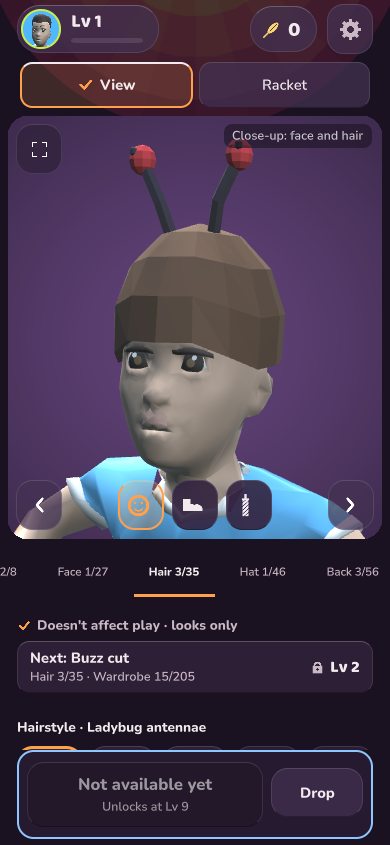 Lv 1
0
View
Racket
Close-up: face and hair
2/8
Face 1/27
Hair 3/35
Hat 1/46
Back 3/56
Doesn't affect play · looks only
Next: Buzz cut
Hair 3/35 · Wardrobe 15/205
Lv 2
Hairstyle · Ladybug antennae
Not available yet
Unlocks at Lv 9
Drop